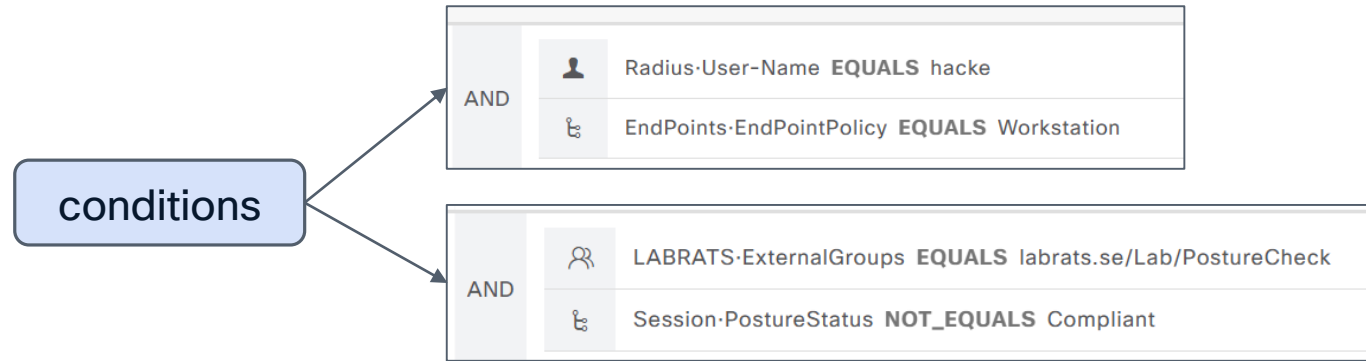 conditions
AND
Radius·User-Name EQUALS hacke
EndPoints·EndPointPolicy EQUALS Workstation
AND
LABRATS·ExternalGroups EQUALS labrats.se/Lab/PostureCheck
Session·PostureStatus NOT_EQUALS Compliant